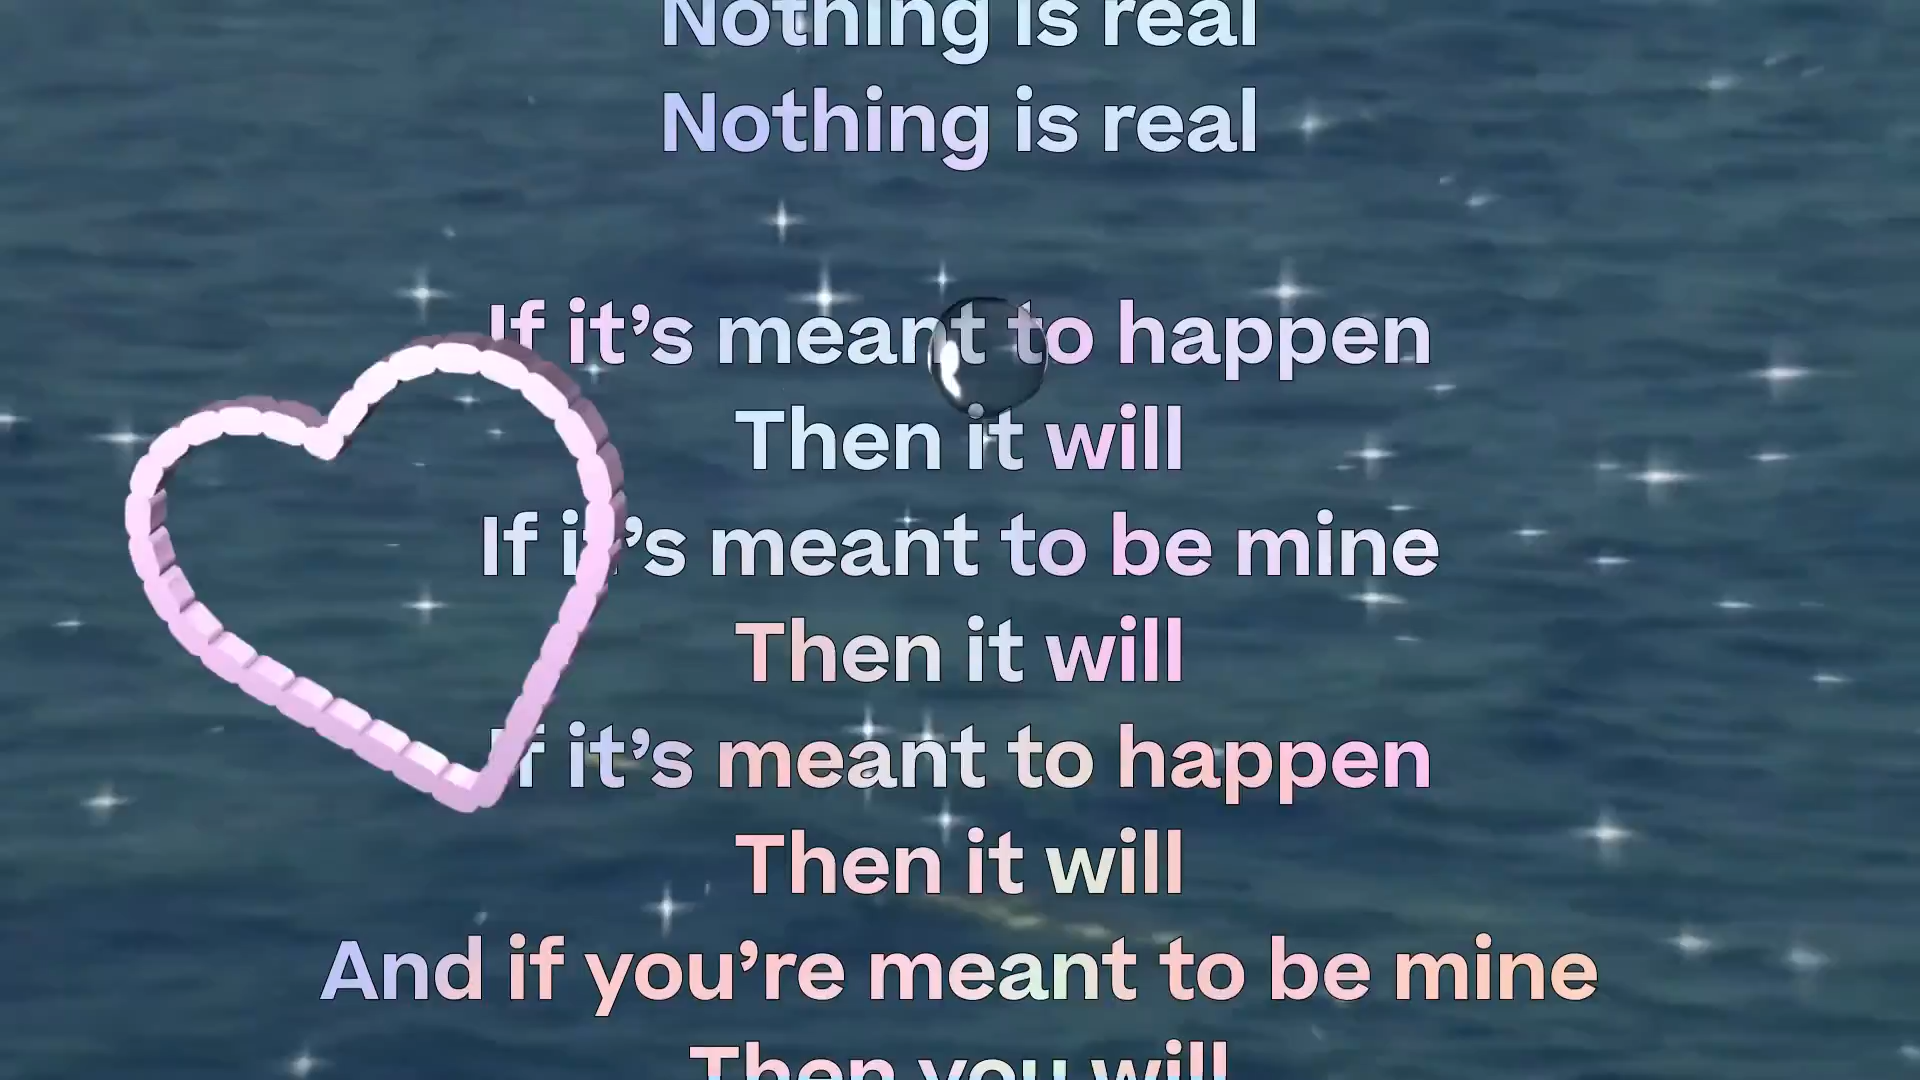 Nothing is real
Nothing is real
If it’s meant to happen
Then it will
If it’s meant to be mine
Then it will
If it’s meant to happen
Then it will
And if you’re meant to be mine
Then you will